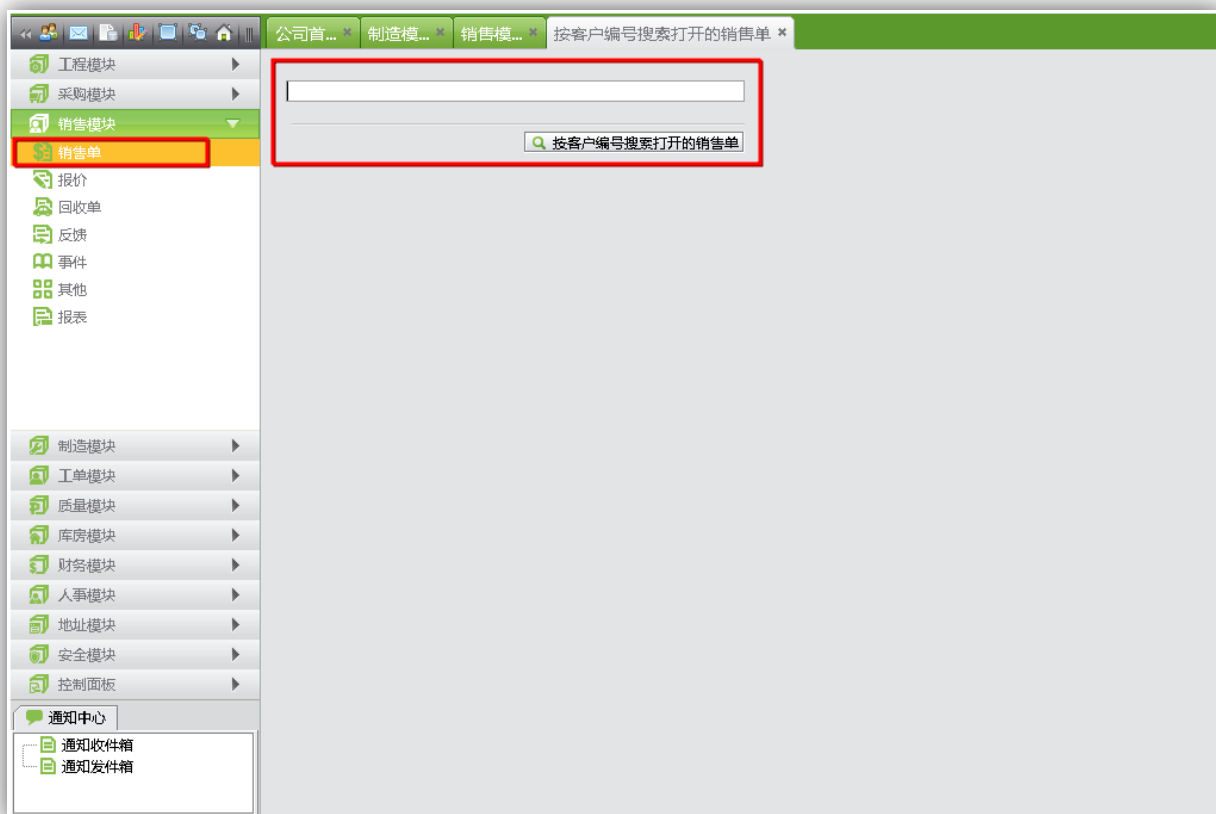 公司首...
制造模...
销售模...
按客户编号搜索打开的销售单
工程模块
采购模块
销售模块
销售单
报价
回收单
反馈
事件
其他
报表
制造模块
工单模块
质量模块
库房模块
财务模块
人事模块
地址模块
安全模块
控制面板
通知中心
通知收件箱
通知发件箱
按客户编号搜索打开的销售单